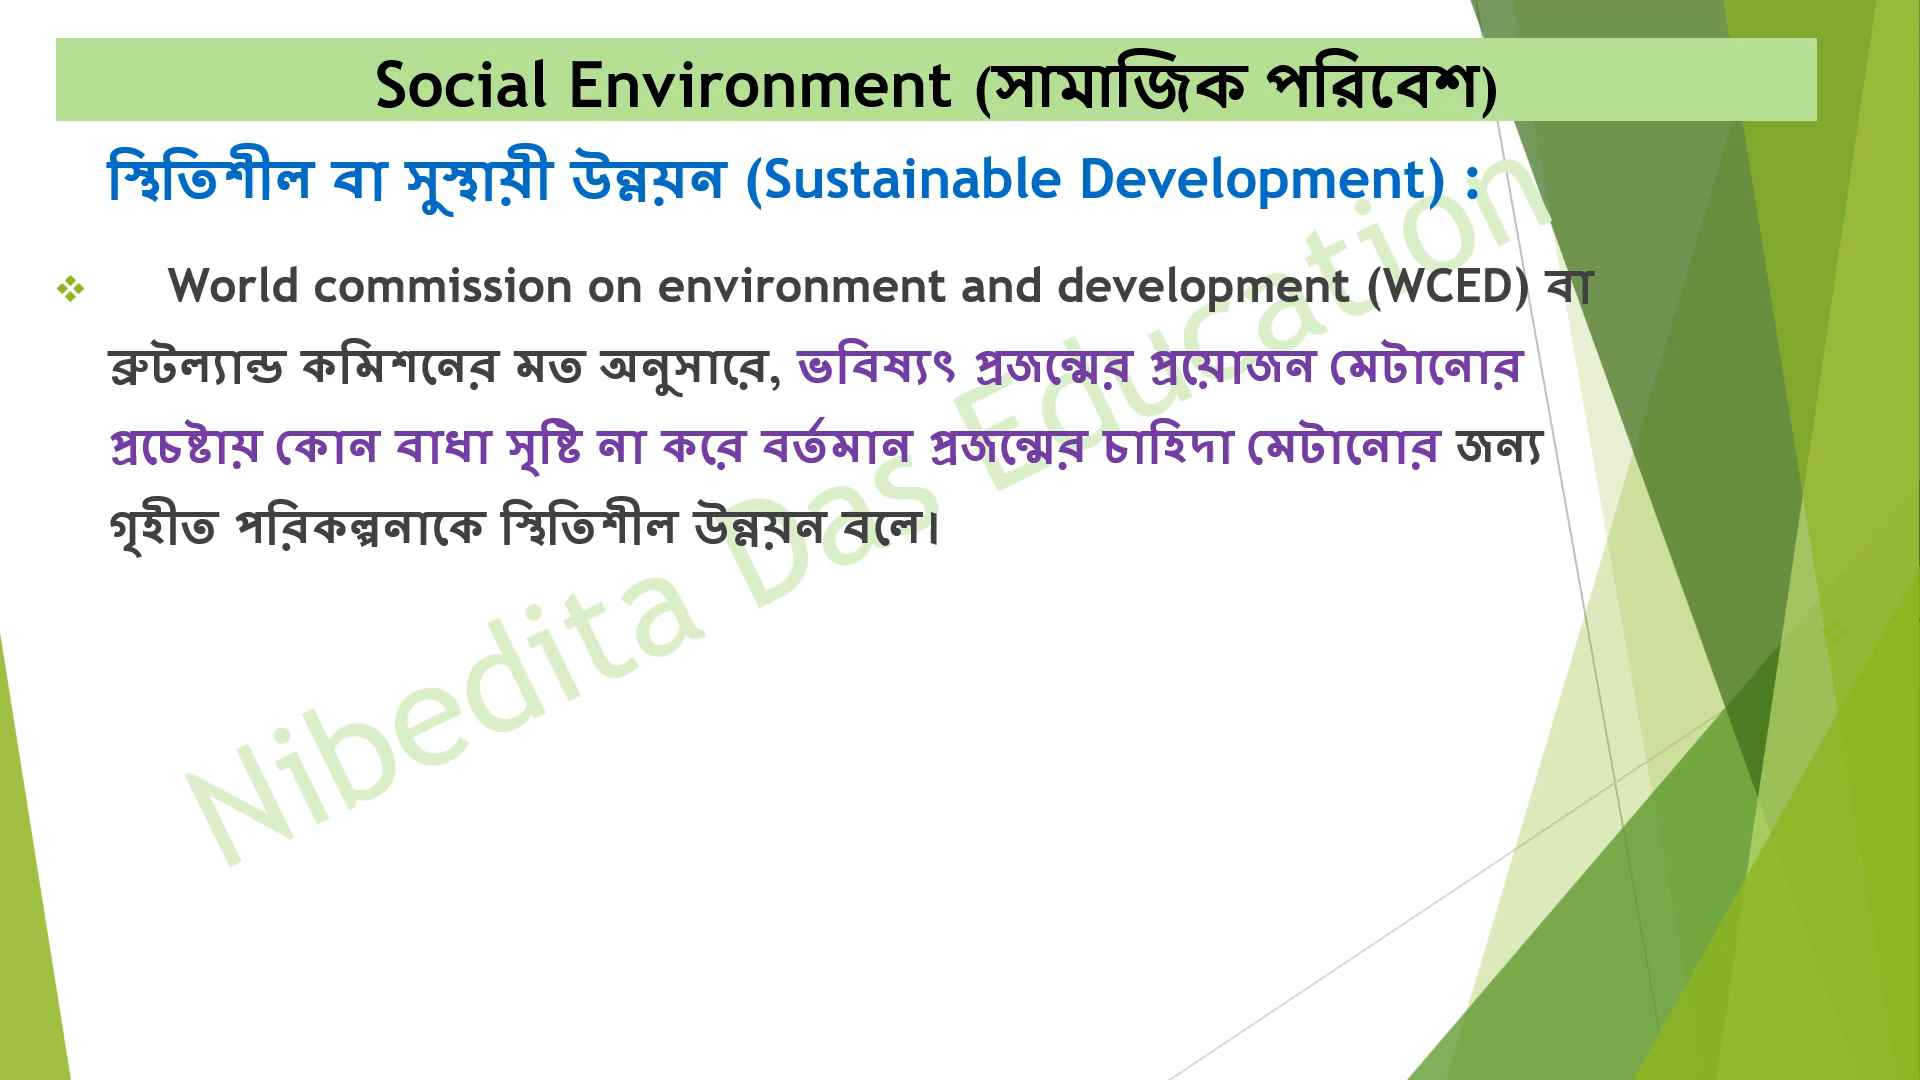 Social Environment (সামাজিক পরিবেশ)
স্থিতিশীল বা সুস্থায়ী উন্নয়ন (Sustainable Development) :
World commission on environment and development (WCED) বা
ব্রুটল্যান্ড কমিশনের মত অনুসারে, ভবিষ্যৎ প্রজন্মের প্রয়োজন মেটানোর
প্রচেষ্টায় কোন বাধা সৃষ্টি না করে বর্তমান প্রজন্মের চাহিদা মেটানোর জন্য
গৃহীত পরিকল্পনাকে স্থিতিশীল উন্নয়ন বলে।
Nibedita Das Education